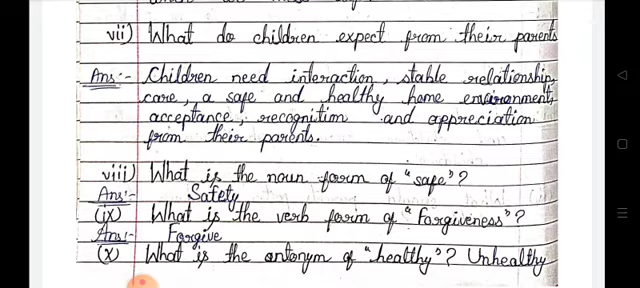 vii) What do children expect from their parents
Ans:- Children need interaction, stable relationship,
care, a safe and healthy home environment,
acceptance, recognition and appreciation
from their parents.
viii) What is the noun form of "safe"?
Ans:- Safety
(ix) What is the verb form of "Forgiveness"?
Ans:- Forgive
(x) What is the antonym of "healthy"? Unhealthy